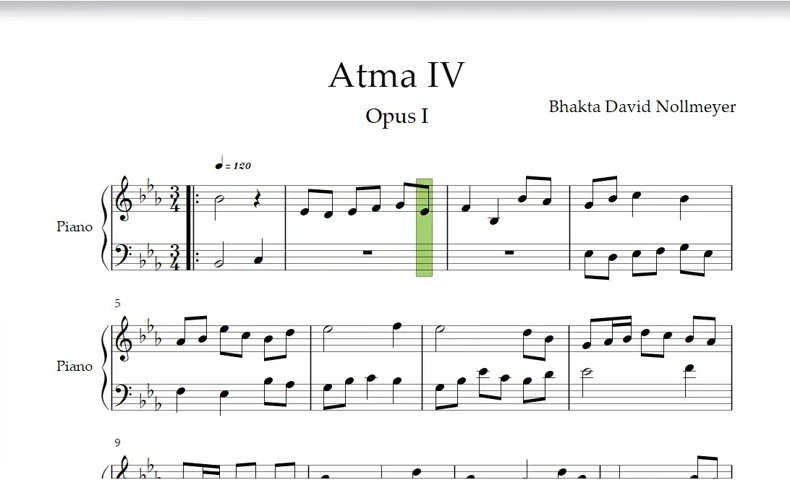 Atma IV
Opus I
Bhakta David Nollmeyer
= 120
Piano
3
4
3
4
5
Piano
9